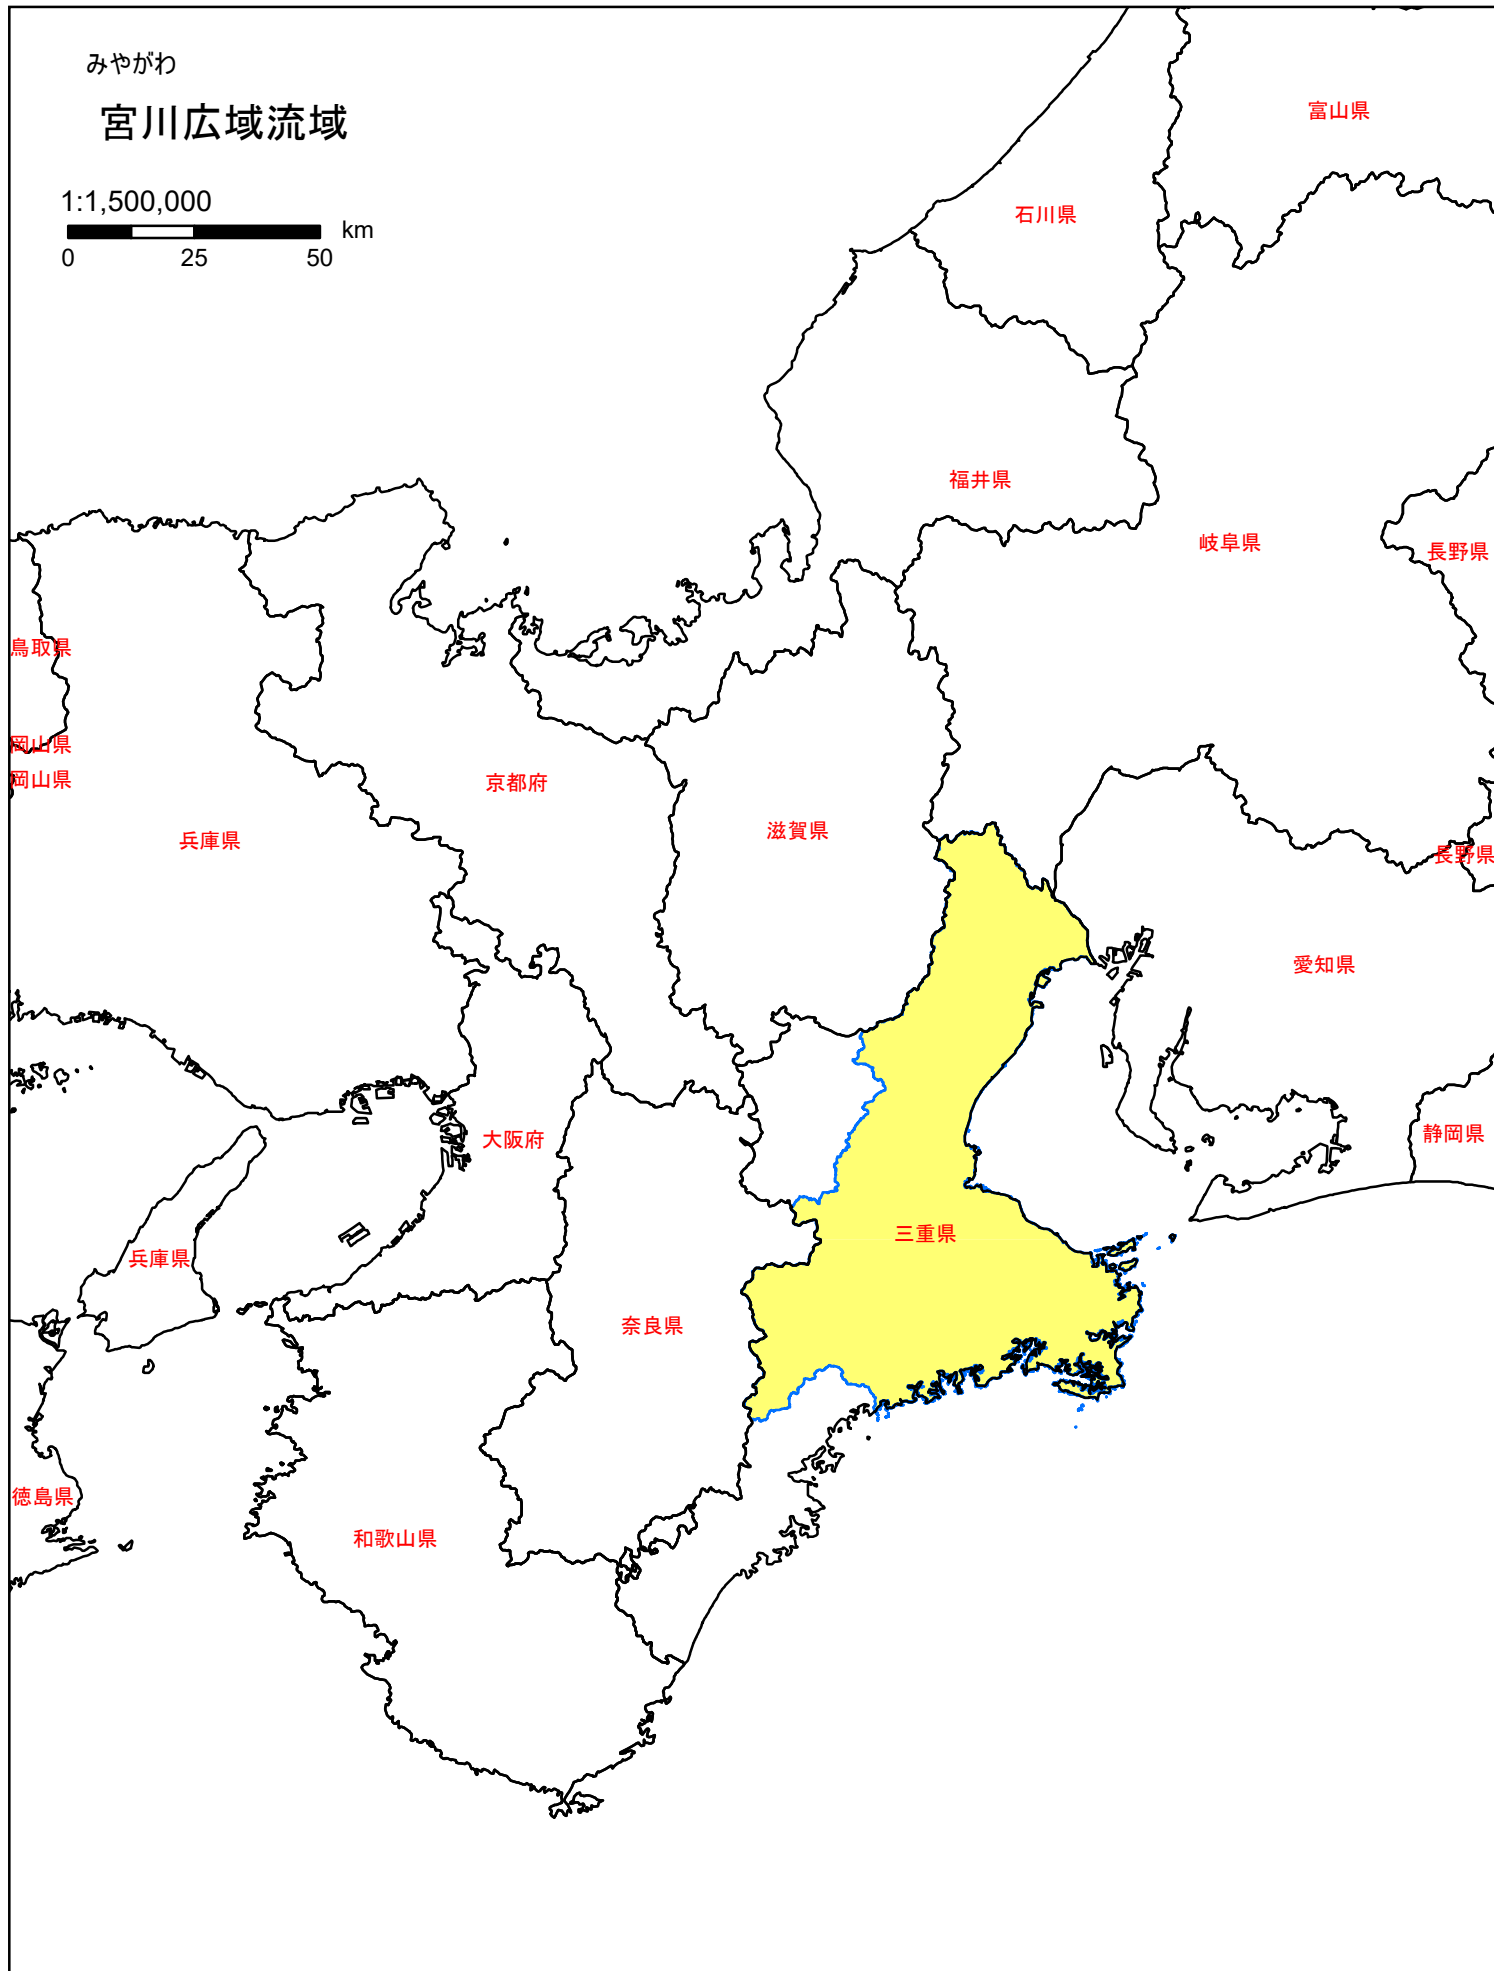 みやがわ
宮川広域流域
1:1,500,000
km
0 25 50
富山県
石川県
福井県
岐阜県
長野県
鳥取県
岡山県
岡山県
京都府
滋賀県
兵庫県
長野県
愛知県
大阪府
静岡県
三重県
兵庫県
奈良県
徳島県
和歌山県